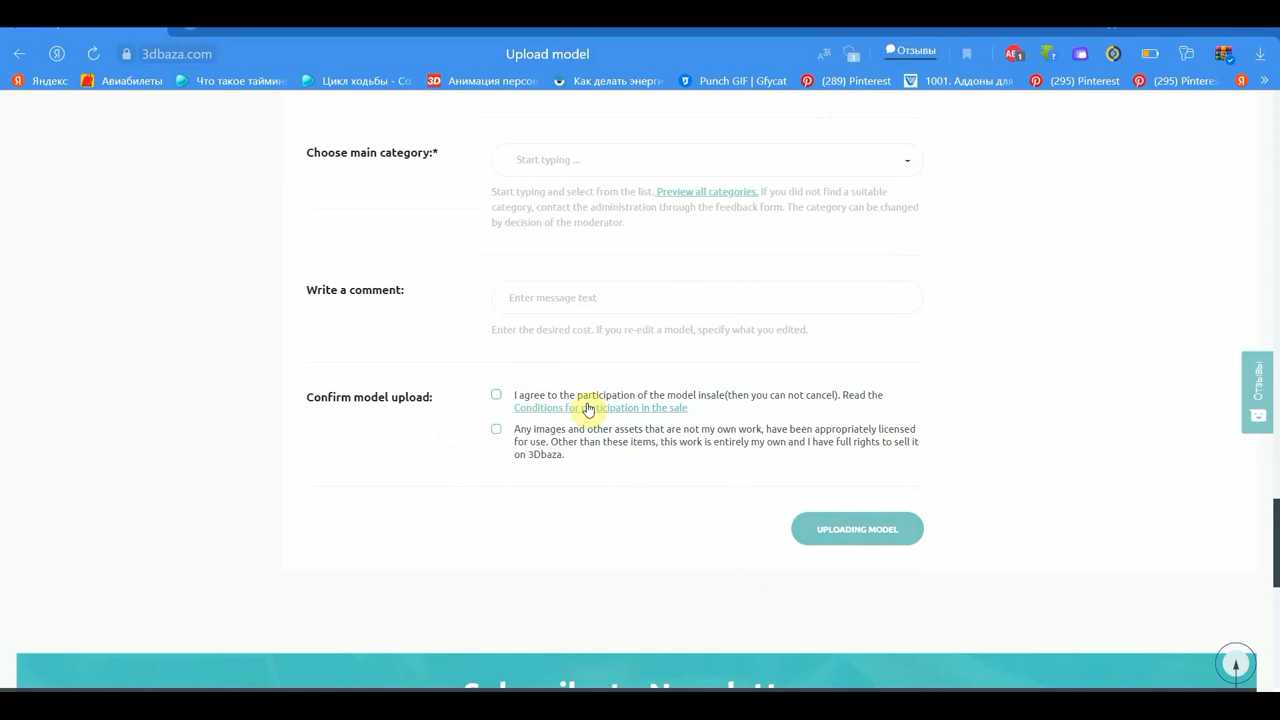 3dbaza.com
Upload model
Отзывы
Яндекс
Авиабилеты
Что такое таймин
Цикл ходьбы - Со
Анимация персон
Как делать энерги
Punch GIF | Gfycat
(289) Pinterest
1001. Аддоны для
(295) Pinterest
(295) Pinteres
Choose main category:*
Start typing ...
Start typing and select from the list. Preview all categories. If you did not find a suitable
category, contact the administration through the feedback form. The category can be changed
by decision of the moderator.
Write a comment:
Enter message text
Enter the desired cost. If you re-edit a model, specify what you edited.
Confirm model upload:
I agree to the participation of the model insale(then you can not cancel). Read the
Conditions for participation in the sale
Any images and other assets that are not my own work, have been appropriately licensed
for use. Other than these items, this work is entirely my own and I have full rights to sell it
on 3Dbaza.
UPLOADING MODEL
Отзывы